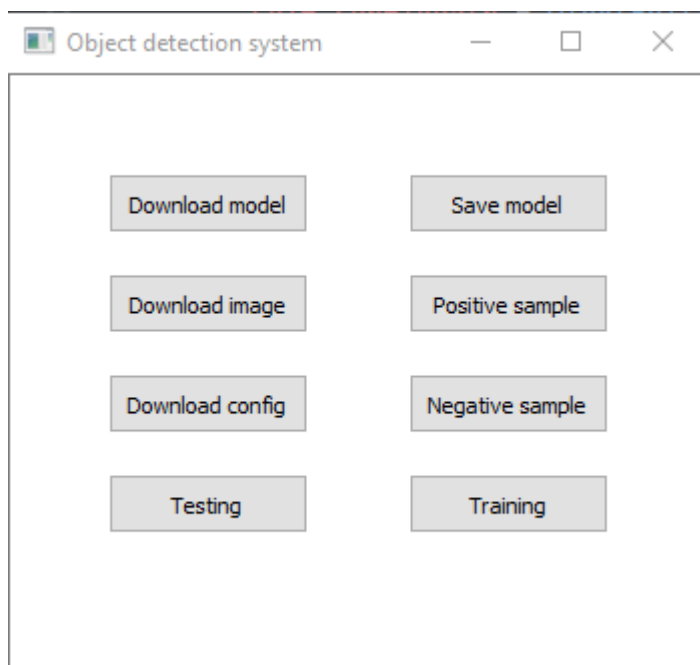 Object detection system
Download model
Save model
Download image
Positive sample
Download config
Negative sample
Testing
Training